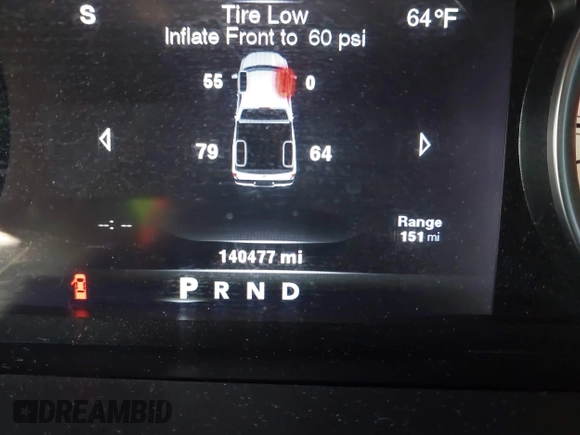 S Tire Low 64°F
Inflate Front to 60 psi
55 0
79 64
--:-- Range
151 mi
140477 mi
P R N D
DREAMBID